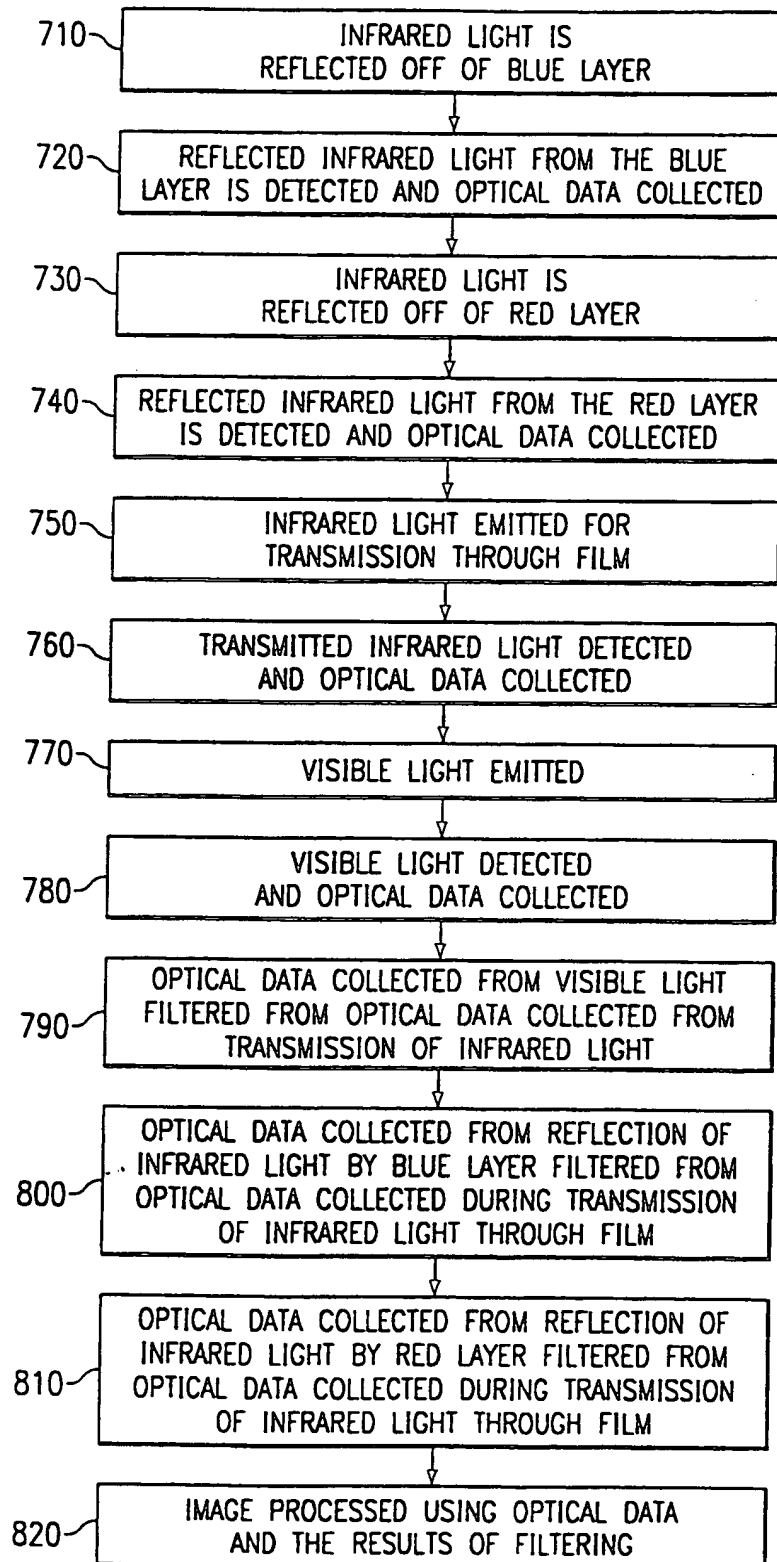 710
INFRARED LIGHT IS
REFLECTED OFF OF BLUE LAYER
720
REFLECTED INFRARED LIGHT FROM THE BLUE
LAYER IS DETECTED AND OPTICAL DATA COLLECTED
730
INFRARED LIGHT IS
REFLECTED OFF OF RED LAYER
740
REFLECTED INFRARED LIGHT FROM THE RED LAYER
IS DETECTED AND OPTICAL DATA COLLECTED
750
INFRARED LIGHT EMITTED FOR
TRANSMISSION THROUGH FILM
760
TRANSMITTED INFRARED LIGHT DETECTED
AND OPTICAL DATA COLLECTED
770
VISIBLE LIGHT EMITTED
780
VISIBLE LIGHT DETECTED
AND OPTICAL DATA COLLECTED
790
OPTICAL DATA COLLECTED FROM VISIBLE LIGHT
FILTERED FROM OPTICAL DATA COLLECTED FROM
TRANSMISSION OF INFRARED LIGHT
800
OPTICAL DATA COLLECTED FROM REFLECTION OF
INFRARED LIGHT BY BLUE LAYER FILTERED FROM
OPTICAL DATA COLLECTED DURING TRANSMISSION
OF INFRARED LIGHT THROUGH FILM
810
OPTICAL DATA COLLECTED FROM REFLECTION OF
INFRARED LIGHT BY RED LAYER FILTERED FROM
OPTICAL DATA COLLECTED DURING TRANSMISSION
OF INFRARED LIGHT THROUGH FILM
820
IMAGE PROCESSED USING OPTICAL DATA
AND THE RESULTS OF FILTERING